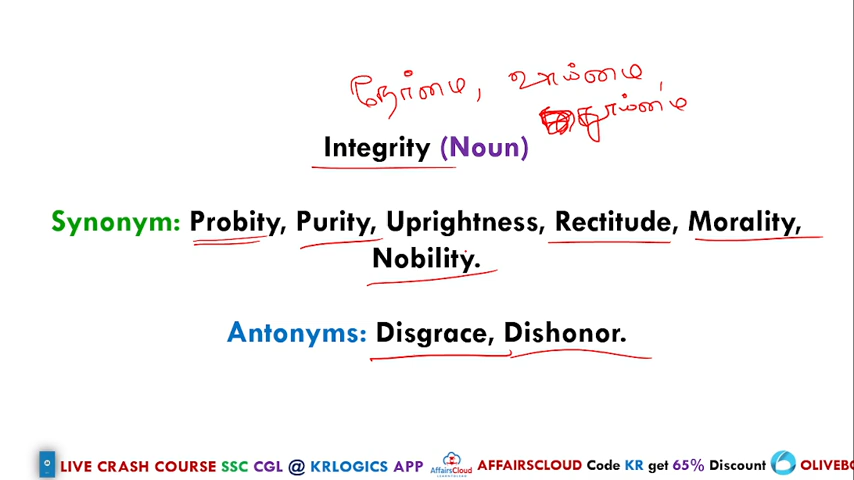 நேர்மை, வாய்மை,
தூய்மை
Integrity (Noun)
Synonym: Probity, Purity, Uprightness, Rectitude, Morality,
Nobility.
Antonyms: Disgrace, Dishonor.
LIVE CRASH COURSE SSC CGL @ KRLOGICS APP AffairsCloud AFFAIRSCLOUD Code KR get 65% Discount OLIVEBO